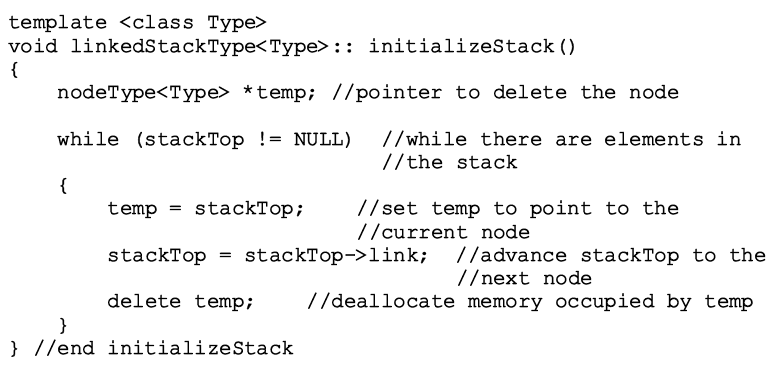 template <class Type>
void linkedStackType<Type>:: initializeStack()
{
    nodeType<Type> *temp; //pointer to delete the node
    while (stackTop != NULL)  //while there are elements in
                              //the stack
    {
        temp = stackTop;    //set temp to point to the
                            //current node
        stackTop = stackTop->link;  //advance stackTop to the
                                    //next node
        delete temp;    //deallocate memory occupied by temp
    }
} //end initializeStack